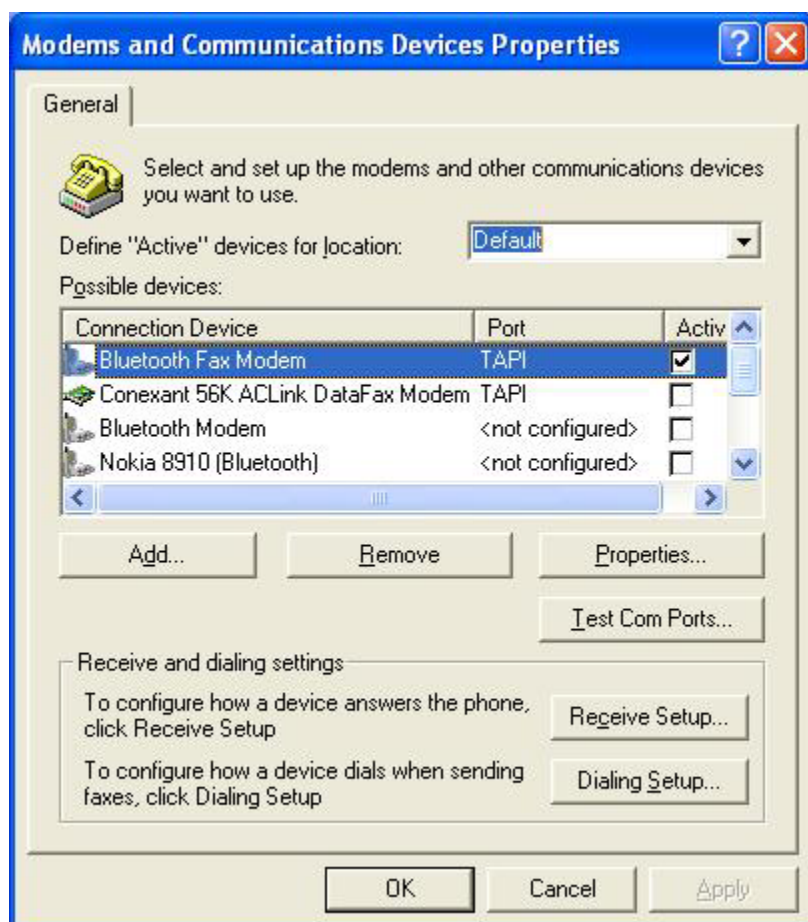 Modems and Communications Devices Properties
General
Select and set up the modems and other communications devices
you want to use.
Define "Active" devices for location:
Default
Possible devices:
Connection Device Port Activ
Bluetooth Fax Modem TAPI
Conexant 56K ACLink DataFax Modem TAPI
Bluetooth Modem <not configured>
Nokia 8910 (Bluetooth) <not configured>
Add... Remove Properties...
Test Com Ports...
Receive and dialing settings
To configure how a device answers the phone,
click Receive Setup
Receive Setup...
To configure how a device dials when sending
faxes, click Dialing Setup
Dialing Setup...
OK Cancel Apply